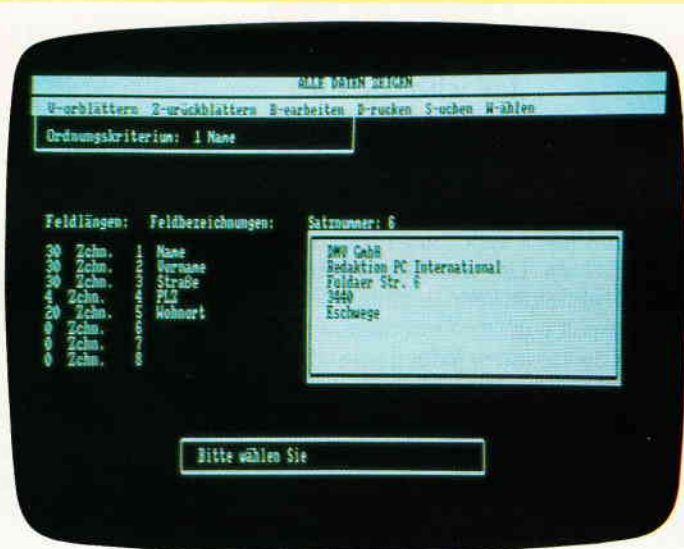 ALLE DATEN ZEIGEN
V-orblättern Z-urückblättern B-earbeiten D-rucken S-uchen W-ählen
Ordnungskriterium: 1 Name
Feldlängen: Feldbezeichnungen: Satznummer: 6
30 Zchn. 1 Name DMV GmbH
30 Zchn. 2 Vorname Redaktion PC International
30 Zchn. 3 Straße Fuldaer Str. 6
4 Zchn. 4 PLZ 3440
20 Zchn. 5 Wohnort Eschwege
0 Zchn. 6
0 Zchn. 7
0 Zchn. 8
Bitte wählen Sie